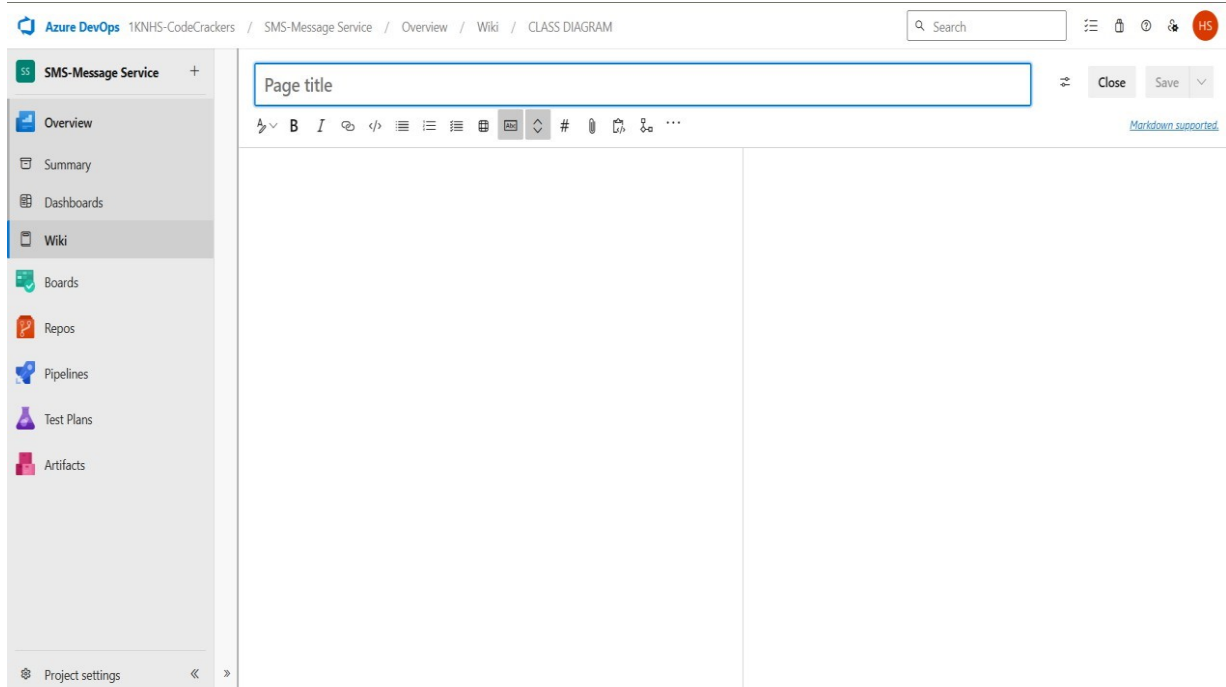 Azure DevOps 1KNHS-CodeCrackers / SMS-Message Service / Overview / Wiki / CLASS DIAGRAM
Search
HS
SS SMS-Message Service +
Overview
Summary
Dashboards
Wiki
Boards
Repos
Pipelines
Test Plans
Artifacts
Project settings
Page title
Close
Save
B I </> Abc #
Markdown supported.